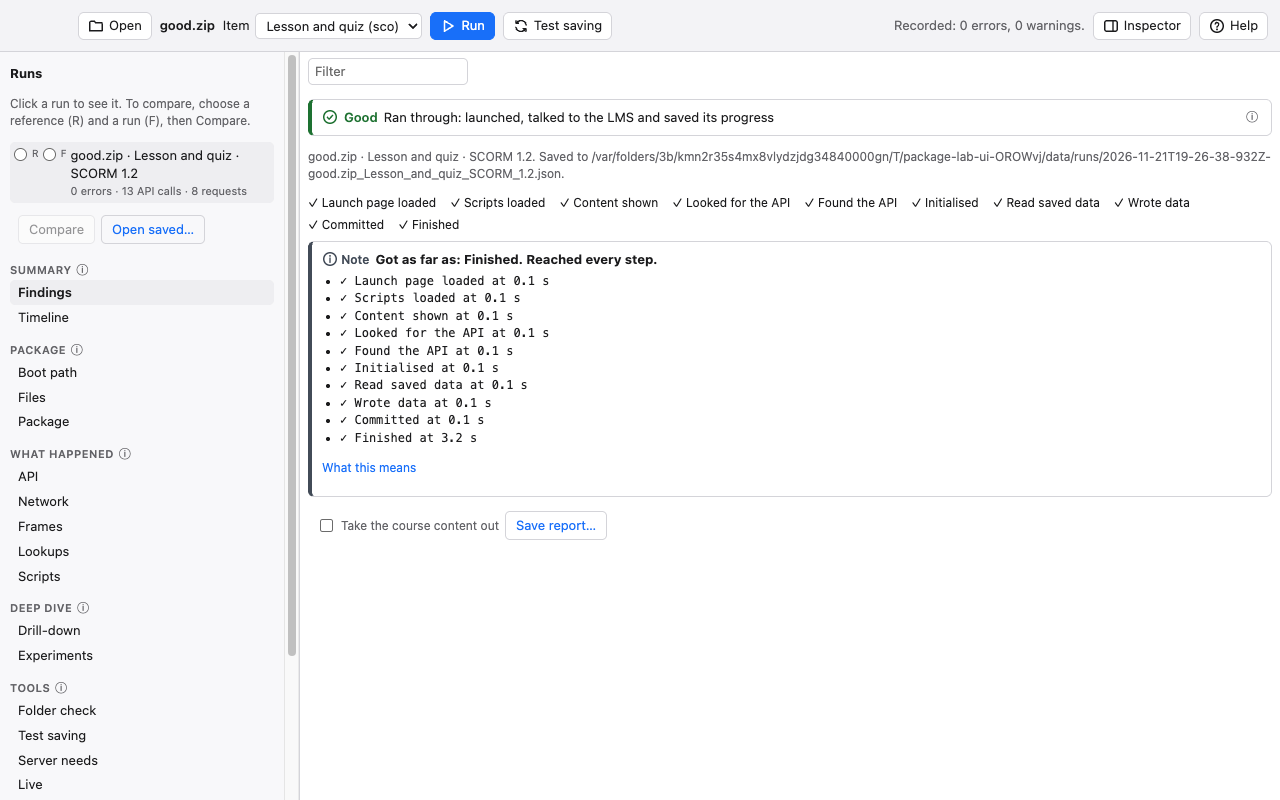 Open good.zip Item Lesson and quiz (sco) Run Test saving Recorded: 0 errors, 0 warnings. Inspector Help
Runs
Click a run to see it. To compare, choose a
reference (R) and a run (F), then Compare.
R F good.zip · Lesson and quiz ·
SCORM 1.2
0 errors · 13 API calls · 8 requests
Compare Open saved...
SUMMARY
Findings
Timeline
PACKAGE
Boot path
Files
Package
WHAT HAPPENED
API
Network
Frames
Lookups
Scripts
DEEP DIVE
Drill-down
Experiments
TOOLS
Folder check
Test saving
Server needs
Live
Filter
Good Ran through: launched, talked to the LMS and saved its progress
good.zip · Lesson and quiz · SCORM 1.2. Saved to /var/folders/3b/kmn2r35s4mx8vlydzjdg34840000gn/T/package-lab-ui-OROWvj/data/runs/2026-11-21T19-26-38-932Z-
good.zip_Lesson_and_quiz_SCORM_1.2.json.
✓ Launch page loaded ✓ Scripts loaded ✓ Content shown ✓ Looked for the API ✓ Found the API ✓ Initialised ✓ Read saved data ✓ Wrote data
✓ Committed ✓ Finished
Note Got as far as: Finished. Reached every step.
• ✓ Launch page loaded at 0.1 s
• ✓ Scripts loaded at 0.1 s
• ✓ Content shown at 0.1 s
• ✓ Looked for the API at 0.1 s
• ✓ Found the API at 0.1 s
• ✓ Initialised at 0.1 s
• ✓ Read saved data at 0.1 s
• ✓ Wrote data at 0.1 s
• ✓ Committed at 0.1 s
• ✓ Finished at 3.2 s
What this means
Take the course content out Save report...